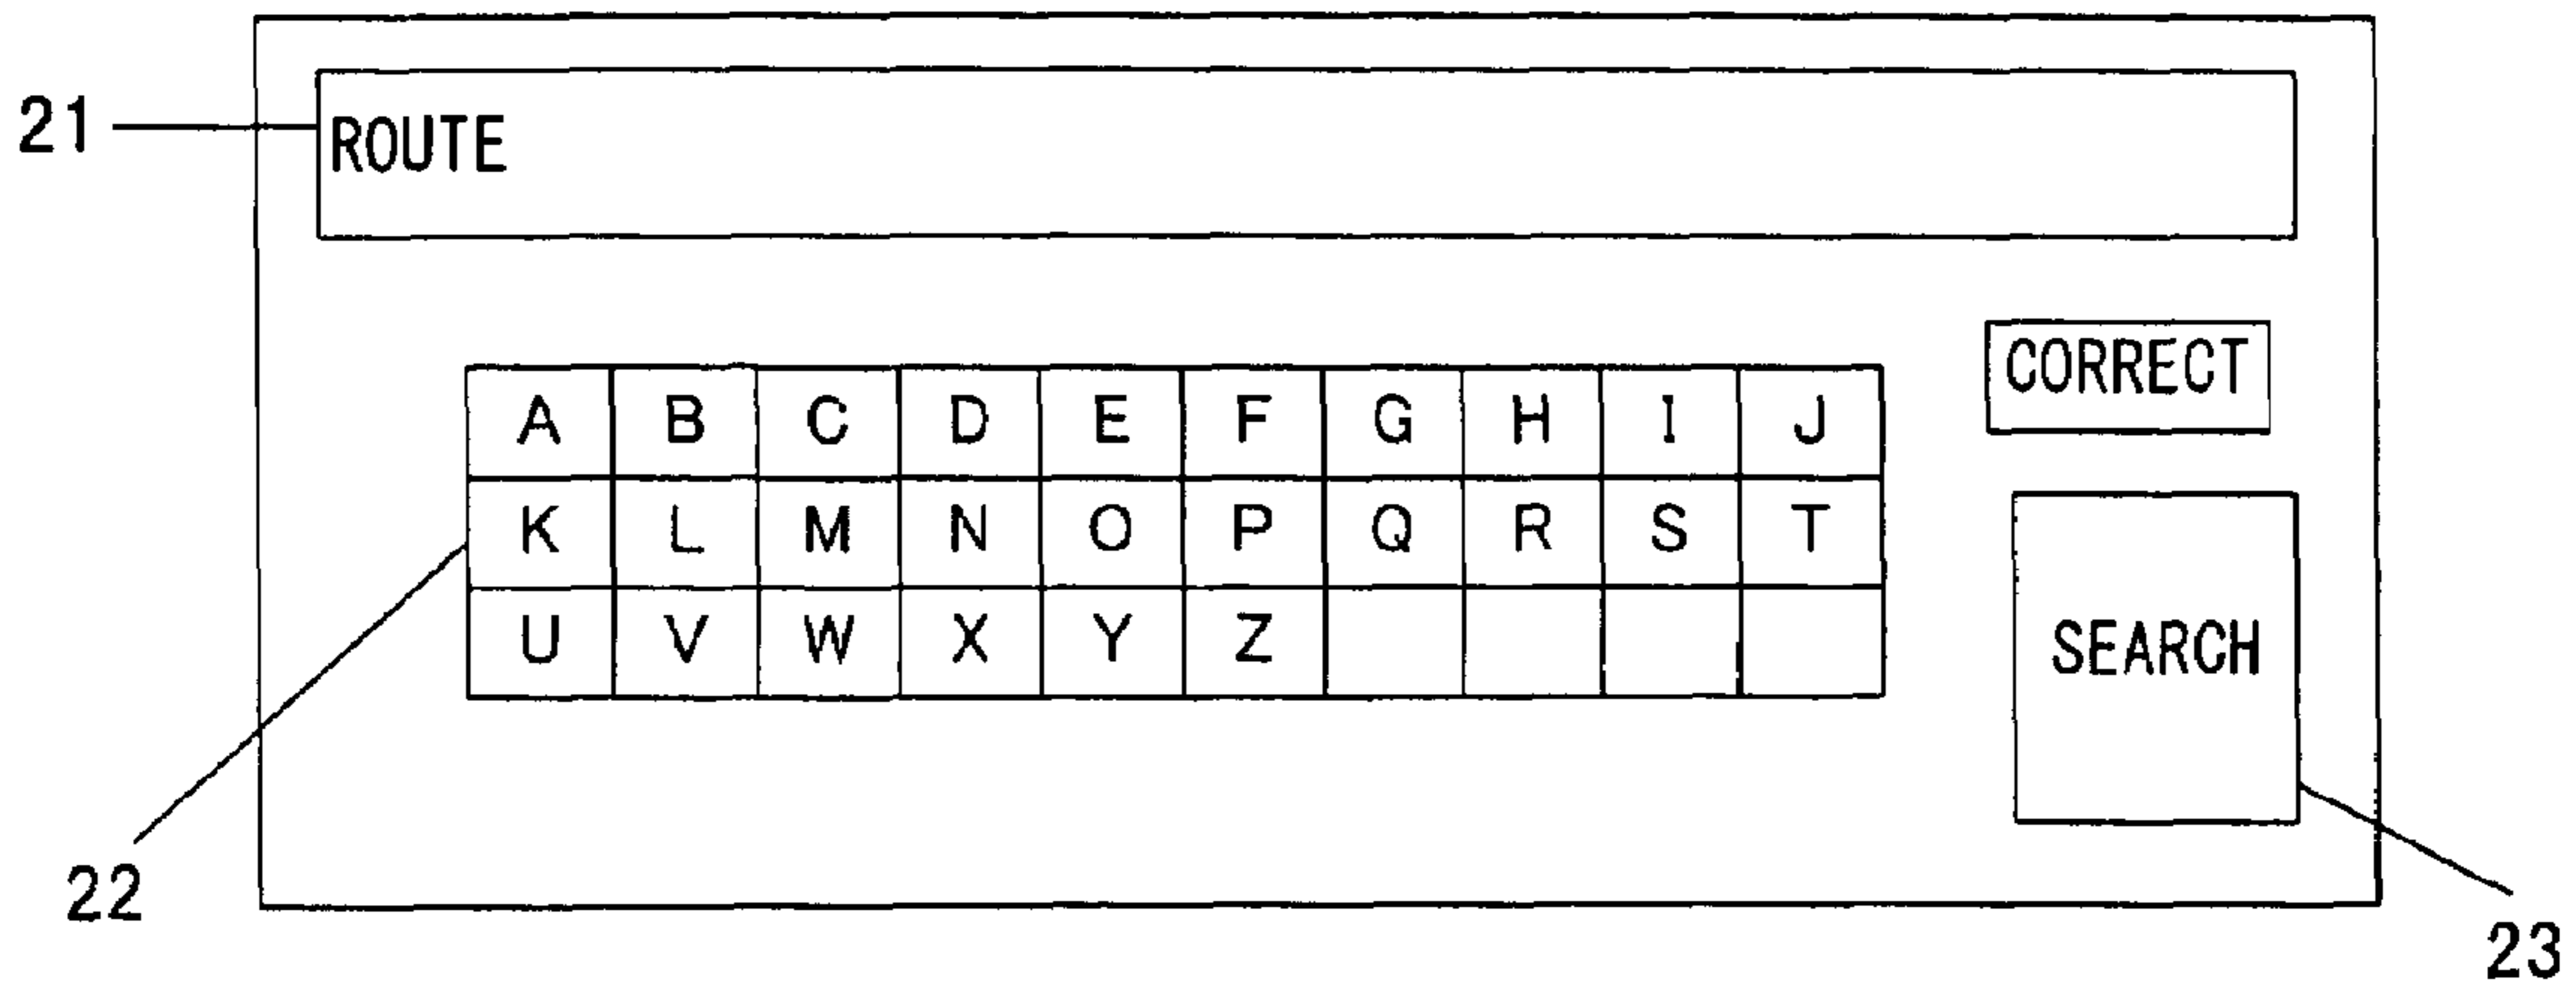 21
ROUTE
CORRECT
A B C D E F G H I J
K L M N O P Q R S T
U V W X Y Z
SEARCH
22
23